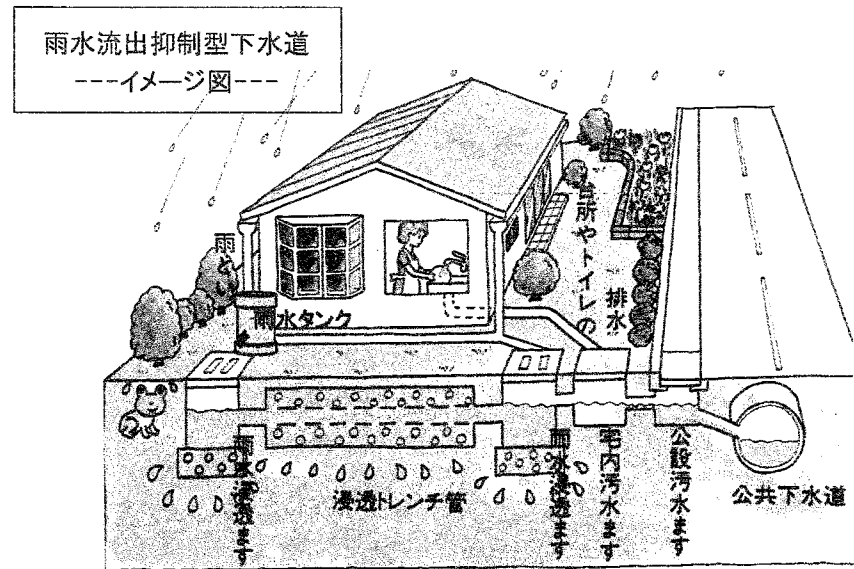 雨水流出抑制型下水道
---イメージ図---
雨どい
雨水タンク
台所やトイレの
排水
雨水浸透ます
浸透トレンチ管
雨水浸透ます
宅内汚水ます
公設汚水ます
公共下水道